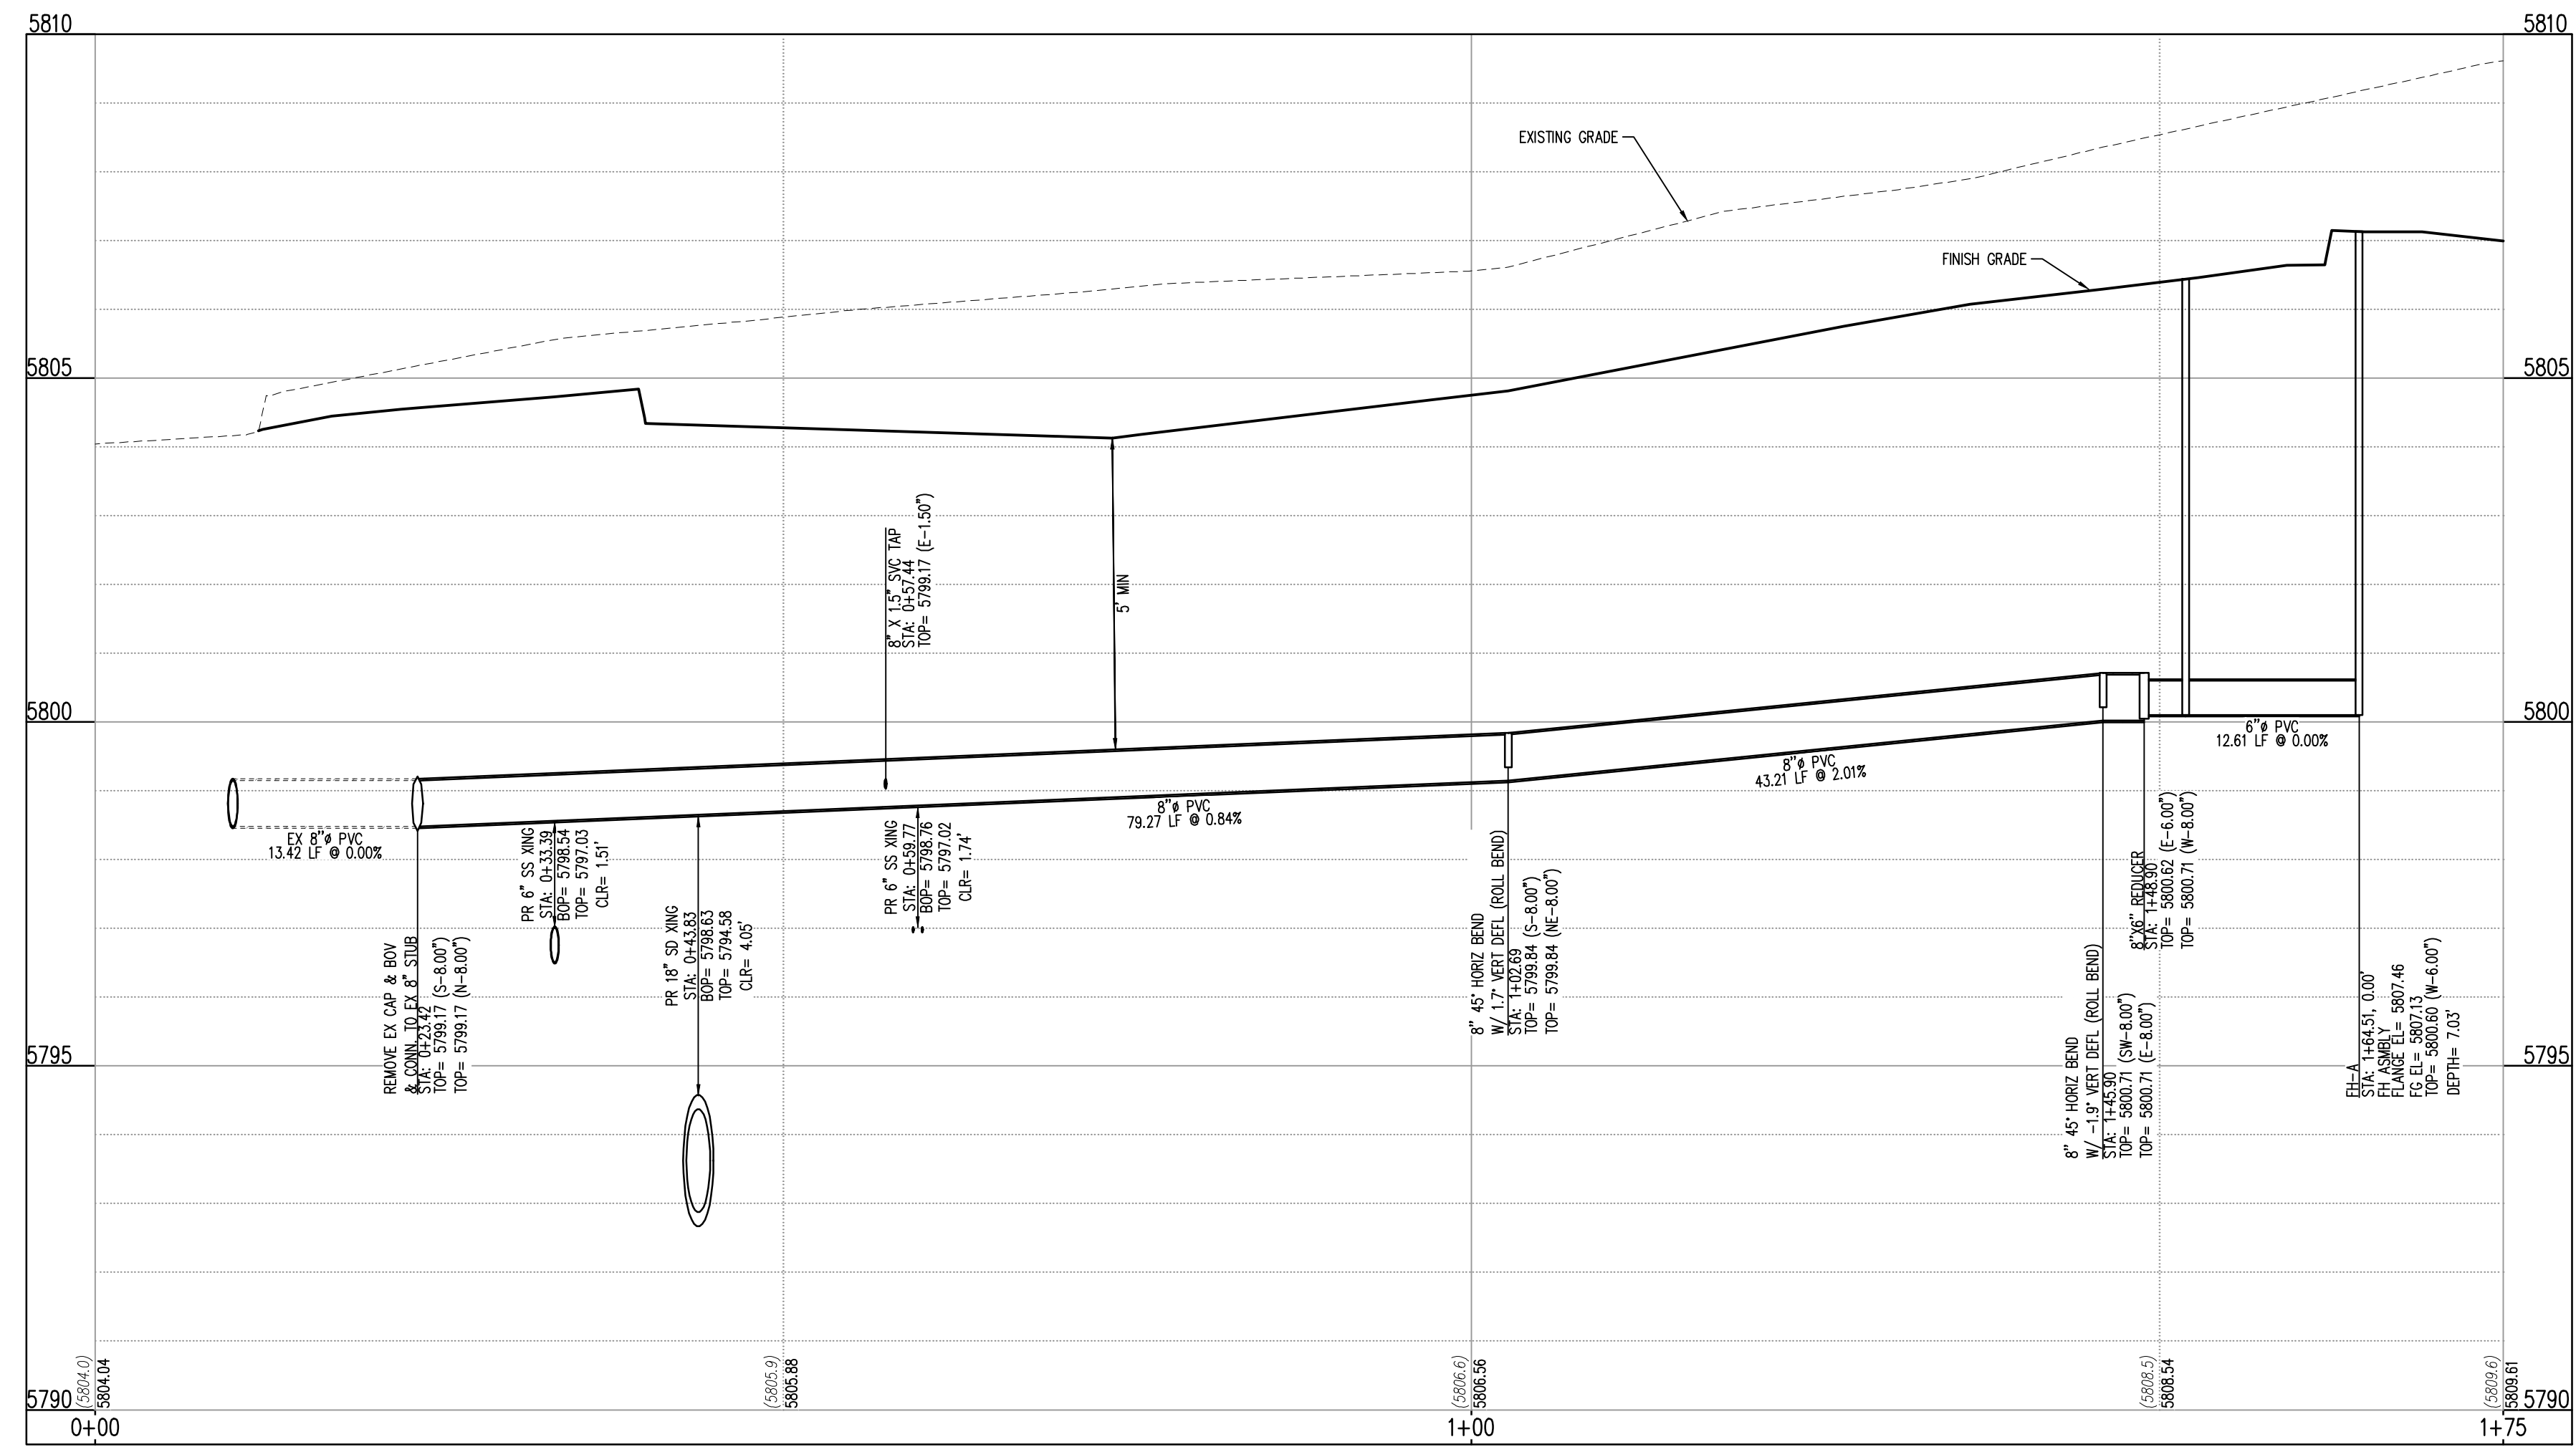 5810
5810
EXISTING GRADE
FINISH GRADE
5805
5805
8" X 1.5" SVC TAP
STA: 0+57.44
TOP= 5799.17 (E-1.50")
5' MIN
5800
5800
EX 8"ø PVC
13.42 LF @ 0.00%
8"ø PVC
79.27 LF @ 0.84%
8"ø PVC
43.21 LF @ 2.01%
6"ø PVC
12.61 LF @ 0.00%
REMOVE EX CAP & BOV
& CONN. TO EX 8" STUB
STA: 0+23.42
TOP= 5799.17 (S-8.00")
TOP= 5799.17 (N-8.00")
PR 6" SS XING
STA: 0+33.39
BOP= 5798.54
TOP= 5797.03
CLR= 1.51'
PR 18" SD XING
STA: 0+43.83
BOP= 5798.63
TOP= 5794.58
CLR= 4.05'
PR 6" SS XING
STA: 0+59.77
BOP= 5798.76
TOP= 5797.02
CLR= 1.74'
8" 45° HORIZ BEND
W/ 1.7° VERT DEFL (ROLL BEND)
STA: 1+02.69
TOP= 5799.84 (S-8.00")
TOP= 5799.84 (NE-8.00")
8" 45° HORIZ BEND
W/ -1.9° VERT DEFL (ROLL BEND)
STA: 1+45.90
TOP= 5800.71 (SW-8.00")
TOP= 5800.71 (E-8.00")
8"X6" REDUCER
STA: 1+48.90
TOP= 5800.62 (E-6.00")
TOP= 5800.71 (W-8.00")
FH-A
STA: 1+64.51, 0.00'
FH ASMBLY
FLANGE EL= 5807.46
FG EL= 5807.13
TOP= 5800.60 (W-6.00")
DEPTH= 7.03'
5795
5795
(5804.0)
5804.04
(5805.9)
5805.88
(5806.6)
5806.56
(5808.5)
5808.54
(5809.6)
5809.61
5790
5790
0+00
1+00
1+75